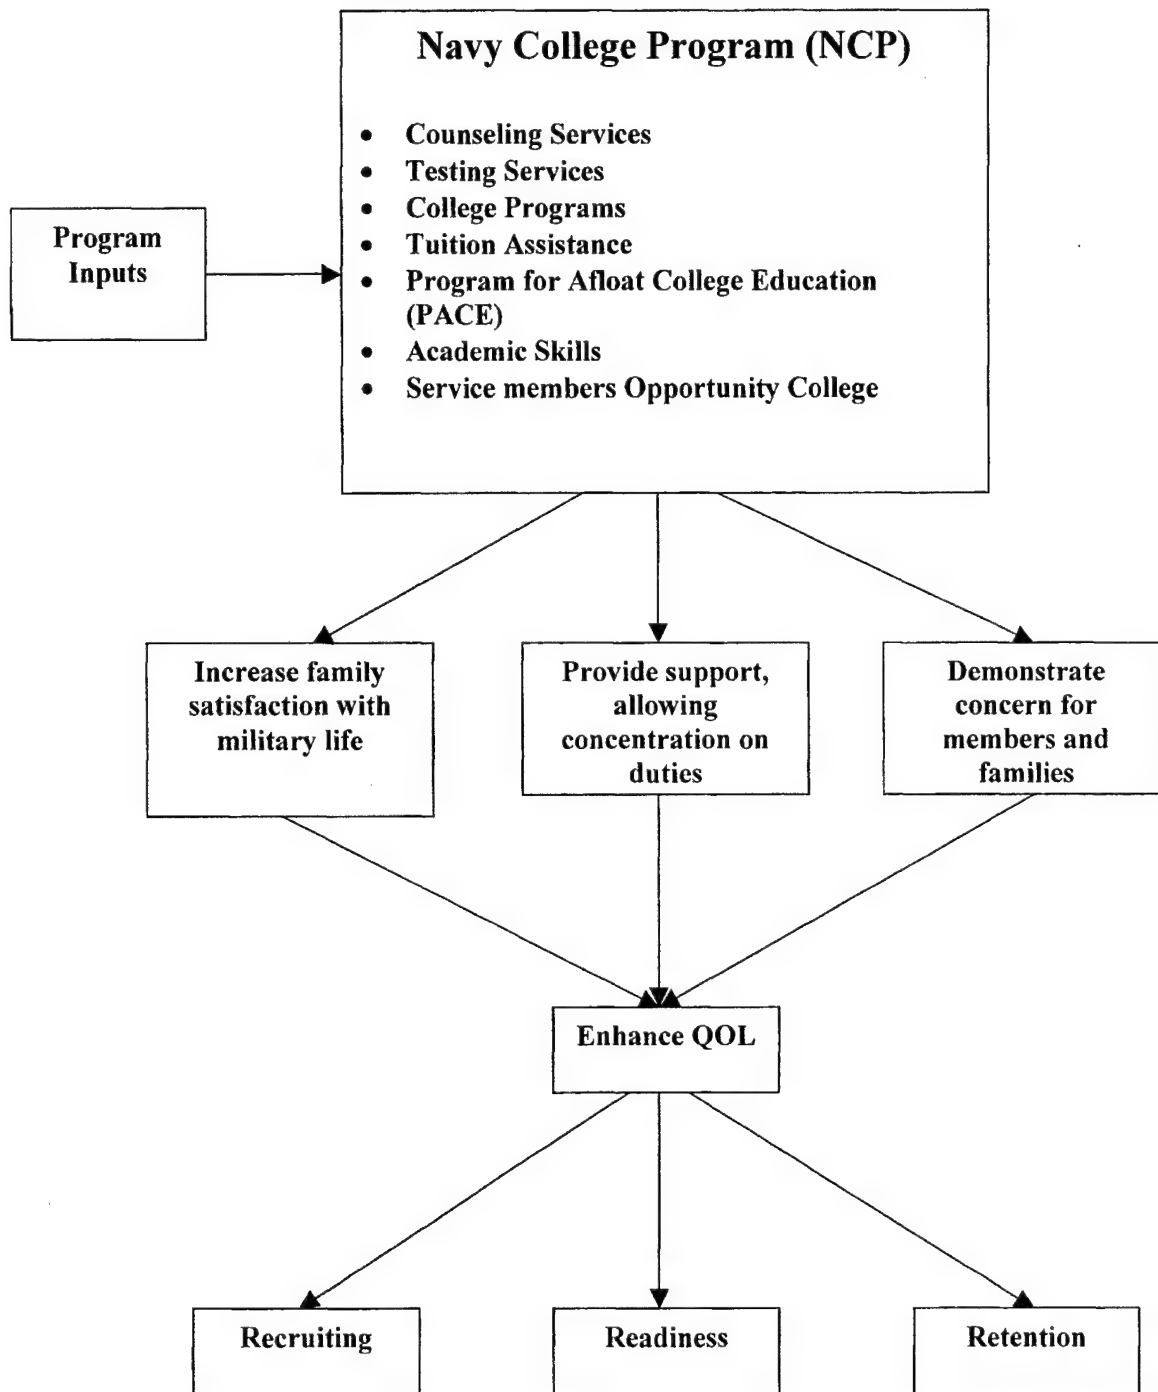 Navy College Program (NCP)
• Counseling Services
• Testing Services
• College Programs
• Tuition Assistance
• Program for Afloat College Education
(PACE)
• Academic Skills
• Service members Opportunity College
Program
Inputs
Increase family
satisfaction with
military life
Provide support,
allowing
concentration on
duties
Demonstrate
concern for
members and
families
Enhance QOL
Recruiting
Readiness
Retention